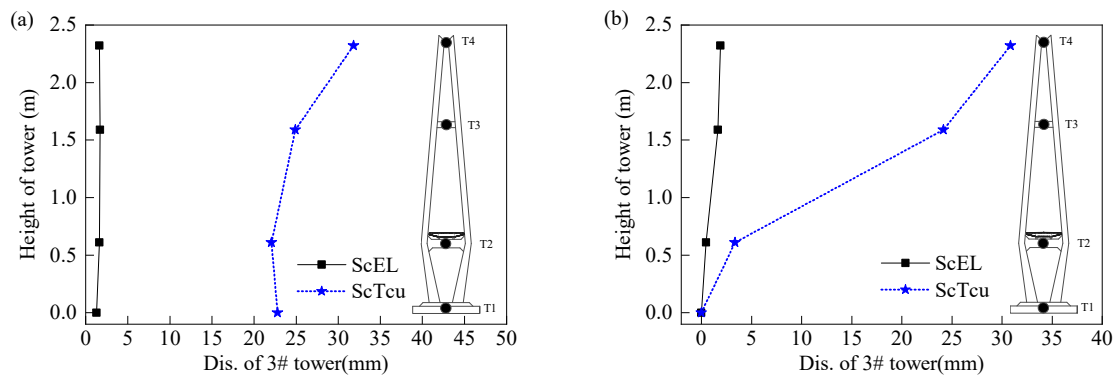 (a)
2.5
2.0
1.5
1.0
0.5
0.0
Height of tower (m)
T4
T3
T2
T1
ScEL
ScTcu
0 5 10 15 20 25 30 35 40 45 50
Dis. of 3# tower(mm)
(b)
2.5
2.0
1.5
1.0
0.5
0.0
Height of tower (m)
T4
T3
T2
T1
ScEL
ScTcu
0 5 10 15 20 25 30 35 40
Dis. of 3# tower(mm)